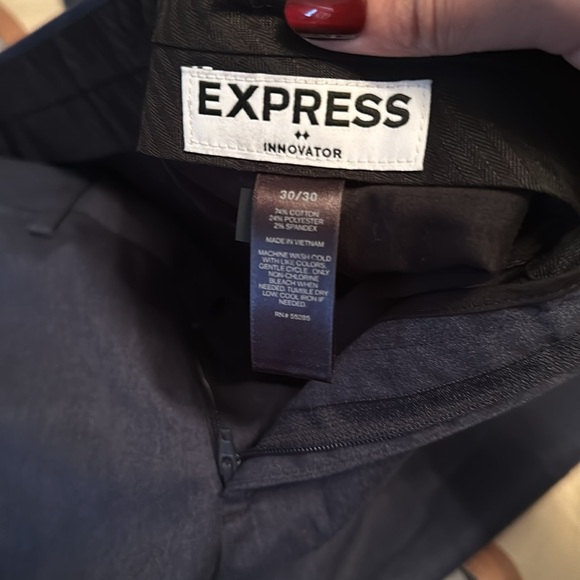 EXPRESS
INNOVATOR
30/30
74% COTTON
24% POLYESTER
2% SPANDEX
MADE IN VIETNAM
MACHINE WASH COLD
WITH LIKE COLORS,
GENTLE CYCLE. ONLY
NON-CHLORINE
BLEACH WHEN
NEEDED. TUMBLE DRY
LOW. COOL IRON IF
NEEDED.
RN# 55285